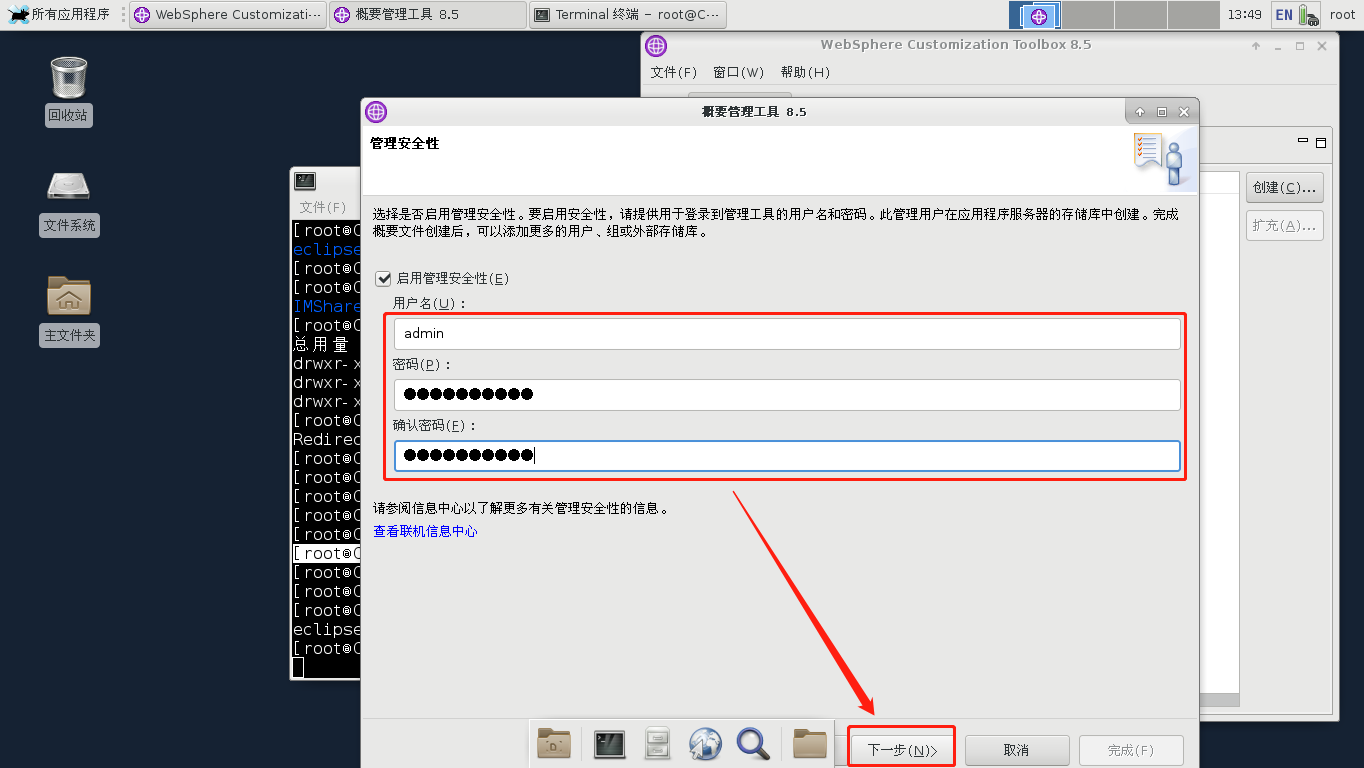 所有应用程序
WebSphere Customizati···
概要管理工具 8.5
Terminal 终端 − root@C···
13:49
EN
root
WebSphere Customization Toolbox 8.5
文件(F) 窗口(W) 帮助(H)
回收站
文件系统
主文件夹
创建(C)...
扩充(A)...
文件(F)
[root@C
eclipse
[root@C
[root@C
IMShare
[root@C
总用量
drwxr-x
drwxr-x
drwxr-x
[root@C
Redirec
[root@C
[root@C
[root@C
[root@C
[root@C
[root@C
[root@C
[root@C
[root@C
eclipse
[root@C
概要管理工具 8.5
管理安全性
选择是否启用管理安全性。要启用安全性，请提供用于登录到管理工具的用户名和密码。此管理用户在应用程序服务器的存储库中创建。完成
概要文件创建后，可以添加更多的用户、组或外部存储库。
启用管理安全性(E)
用户名(U)：
admin
密码(P)：
●●●●●●●●●●
确认密码(F)：
●●●●●●●●●●
请参阅信息中心以了解更多有关管理安全性的信息。
查看联机信息中心
下一步(N)>
取消
完成(F)